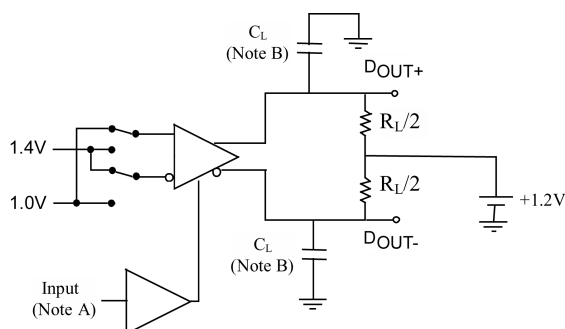 C_L
(Note B)
D_OUT+
R_L/2
1.4V
R_L/2
1.0V
+1.2V
D_OUT-
C_L
(Note B)
Input
(Note A)